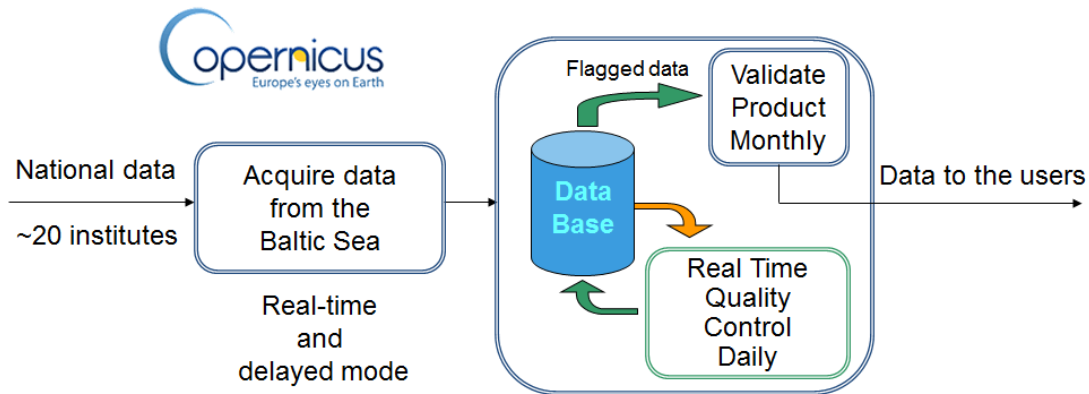 Copernicus
Europe's eyes on Earth
National data
~20 institutes
Acquire data
from the
Baltic Sea
Real-time
and
delayed mode
Flagged data
Data
Base
Validate
Product
Monthly
Real Time
Quality
Control
Daily
Data to the users